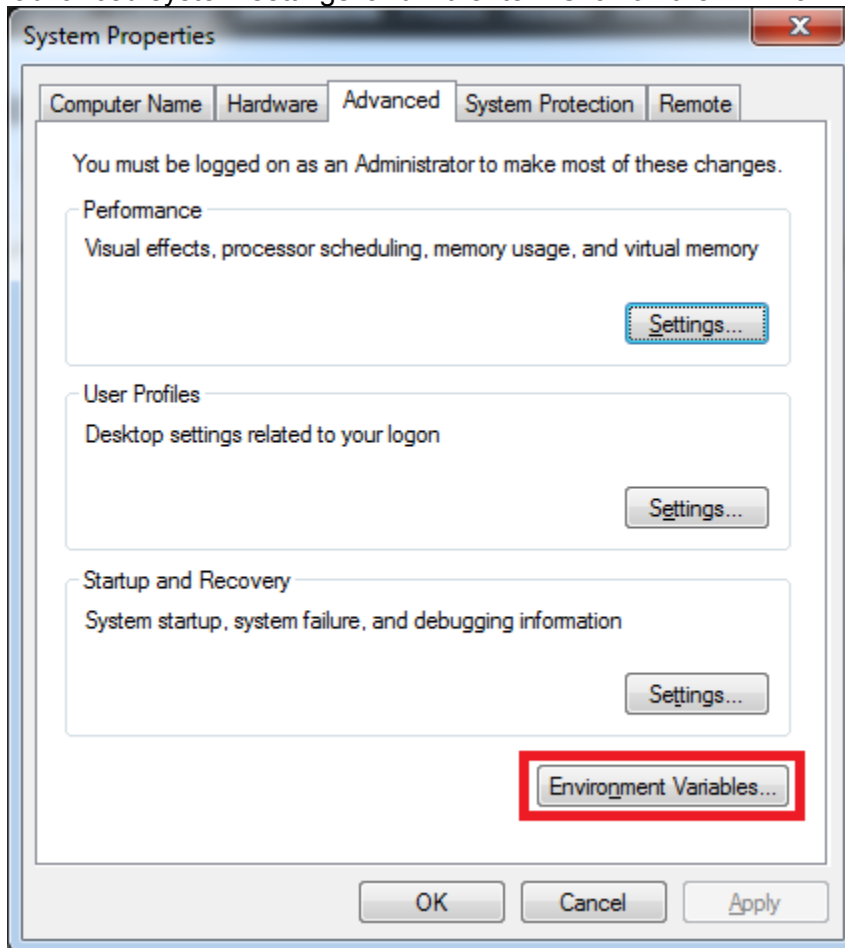 System Properties
Computer Name Hardware Advanced System Protection Remote
You must be logged on as an Administrator to make most of these changes.
Performance
Visual effects, processor scheduling, memory usage, and virtual memory
Settings...
User Profiles
Desktop settings related to your logon
Settings...
Startup and Recovery
System startup, system failure, and debugging information
Settings...
Environment Variables...
OK Cancel Apply